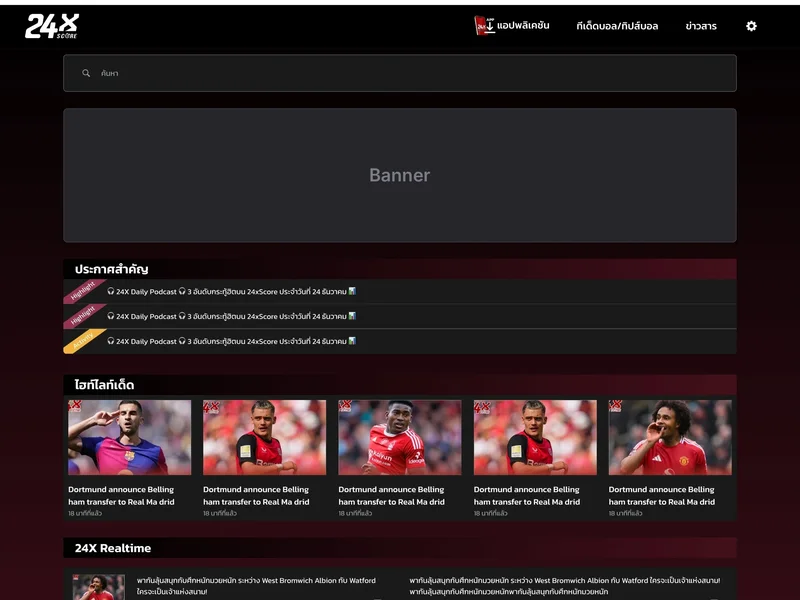 24X
SCORE
แอปพลิเคชัน
ทีเด็ดบอล/ทิปส์บอล
ข่าวสาร
ค้นหา
Banner
ประกาศสำคัญ
Highlight
🎧 24X Daily Podcast 🎧 3 อันดับกระทู้ฮิตบน 24xScore ประจำวันที่ 24 ธันวาคม 📊
Highlight
🎧 24X Daily Podcast 🎧 3 อันดับกระทู้ฮิตบน 24xScore ประจำวันที่ 24 ธันวาคม 📊
Activity
🎧 24X Daily Podcast 🎧 3 อันดับกระทู้ฮิตบน 24xScore ประจำวันที่ 24 ธันวาคม 📊
ไฮท์ไลท์เด็ด
Dortmund announce Belling
ham transfer to Real Ma drid
18 นาทีที่แล้ว
Dortmund announce Belling
ham transfer to Real Ma drid
18 นาทีที่แล้ว
Dortmund announce Belling
ham transfer to Real Ma drid
18 นาทีที่แล้ว
Dortmund announce Belling
ham transfer to Real Ma drid
18 นาทีที่แล้ว
Dortmund announce Belling
ham transfer to Real Ma drid
18 นาทีที่แล้ว
24X Realtime
พากันลุ้นสนุกกับศึกหนักมวยหนัก ระหว่าง West Bromwich Albion กับ Watford
ใครจะเป็นเจ้าแห่งสนาม!
พากันลุ้นสนุกกับศึกหนักมวยหนัก ระหว่าง West Bromwich Albion กับ Watford ใครจะเป็นเจ้าแห่งสนาม!
พากันลุ้นสนุกกับศึกหนักมวยหนักพากันลุ้นสนุกกับศึกหนักมวยหนัก